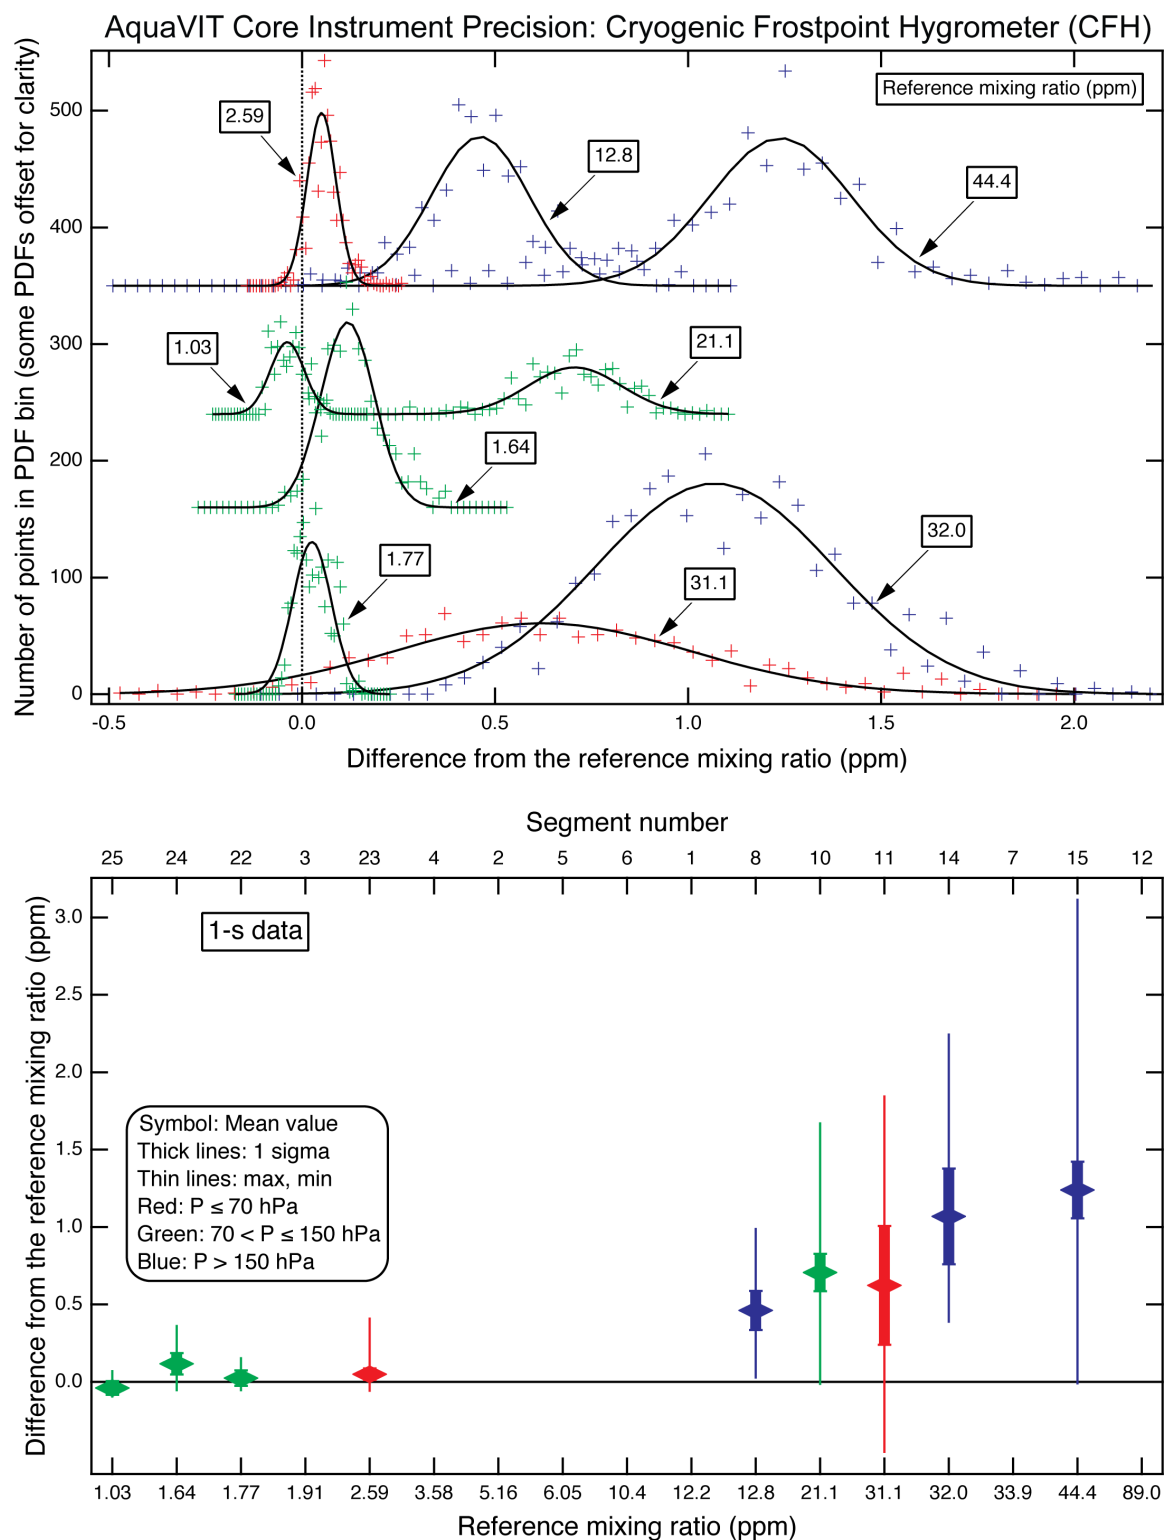 AquaVIT Core Instrument Precision: Cryogenic Frostpoint Hygrometer (CFH)
Number of points in PDF bin (some PDFs offset for clarity)
500
400
300
200
100
0
Reference mixing ratio (ppm)
2.59
12.8
44.4
1.03
21.1
1.64
32.0
1.77
31.1
-0.5 0.0 0.5 1.0 1.5 2.0
Difference from the reference mixing ratio (ppm)
Segment number
25 24 22 3 23 4 2 5 6 1 8 10 11 14 7 15 12
Difference from the reference mixing ratio (ppm)
3.0
2.5
2.0
1.5
1.0
0.5
0.0
1-s data
Symbol: Mean value
Thick lines: 1 sigma
Thin lines: max, min
Red: P ≤ 70 hPa
Green: 70 < P ≤ 150 hPa
Blue: P > 150 hPa
1.03 1.64 1.77 1.91 2.59 3.58 5.16 6.05 10.4 12.2 12.8 21.1 31.1 32.0 33.9 44.4 89.0
Reference mixing ratio (ppm)